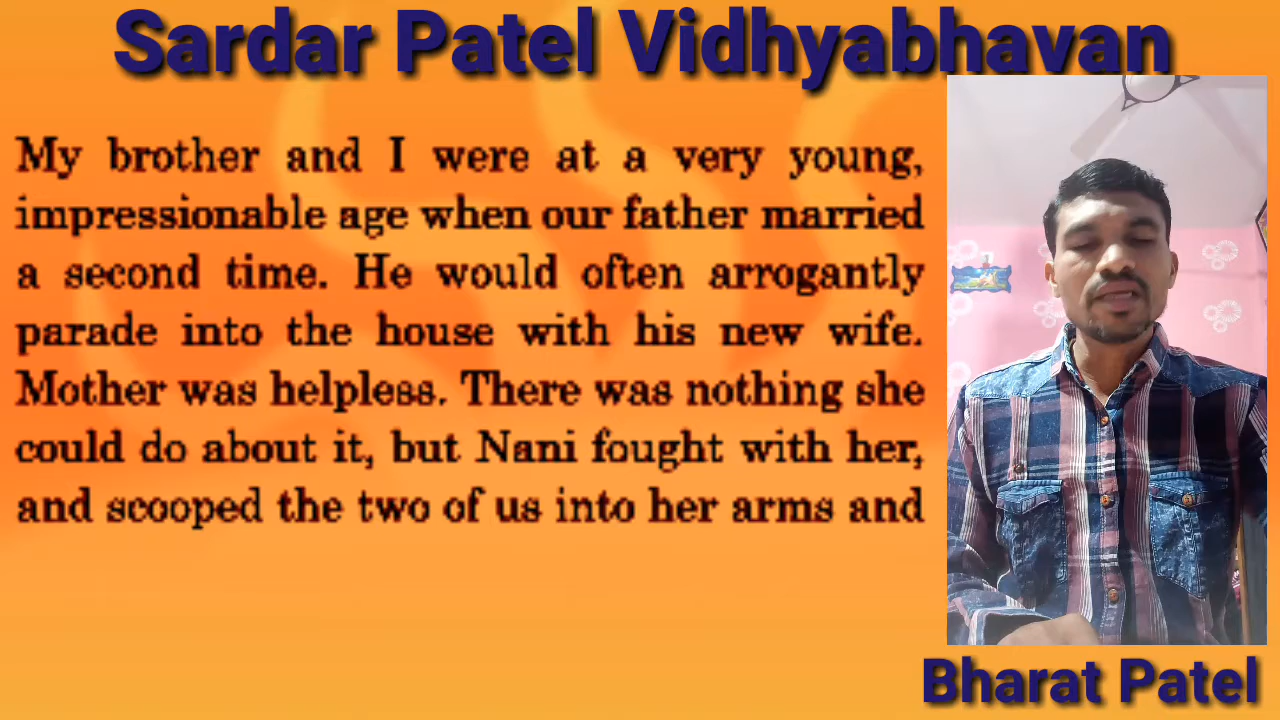 Sardar Patel Vidhyabhavan
My brother and I were at a very young,
impressionable age when our father married
a second time. He would often arrogantly
parade into the house with his new wife.
Mother was helpless. There was nothing she
could do about it, but Nani fought with her,
and scooped the two of us into her arms and
Bharat Patel